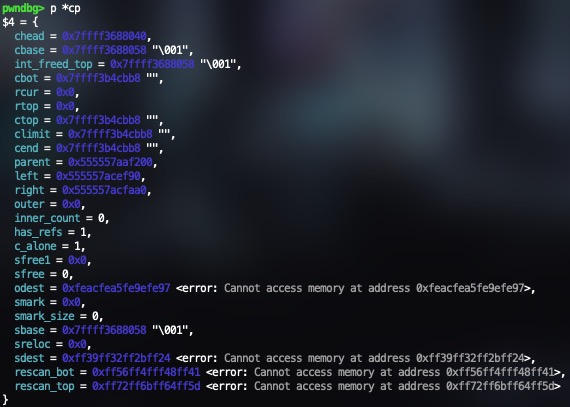 pwndbg> p *cp
$4 = {
chead = 0x7ffff3688040,
cbase = 0x7ffff3688058 "\001",
int_freed_top = 0x7ffff3688058 "\001",
cbot = 0x7ffff3b4cbb8 "",
rcur = 0x0,
rtop = 0x0,
ctop = 0x7ffff3b4cbb8 "",
climit = 0x7ffff3b4cbb8 "",
cend = 0x7ffff3b4cbb8 "",
parent = 0x555557aaf200,
left = 0x555557acef90,
right = 0x555557acfaa0,
outer = 0x0,
inner_count = 0,
has_refs = 1,
c_alone = 1,
sfree1 = 0x0,
sfree = 0,
odest = 0xfeacfea5fe9efe97 <error: Cannot access memory at address 0xfeacfea5fe9efe97>,
smark = 0x0,
smark_size = 0,
sbase = 0x7ffff3688058 "\001",
sreloc = 0x0,
sdest = 0xff39ff32ff2bff24 <error: Cannot access memory at address 0xff39ff32ff2bff24>,
rescan_bot = 0xff56ff4fff48ff41 <error: Cannot access memory at address 0xff56ff4fff48ff41>,
rescan_top = 0xff72ff6bff64ff5d <error: Cannot access memory at address 0xff72ff6bff64ff5d>
}